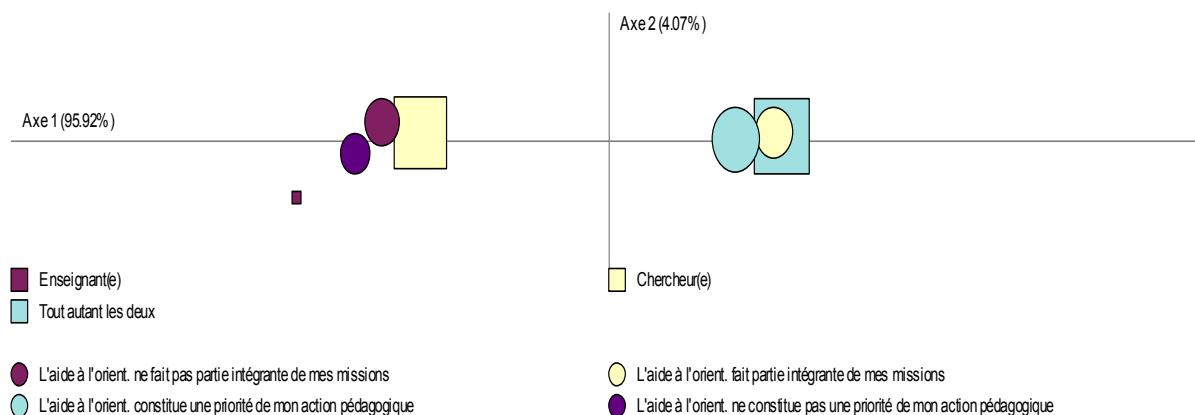 Axe 2 (4.07%)
Axe 1 (95.92%)
Enseignant(e)
Chercheur(e)
Tout autant les deux
L'aide à l'orient. ne fait pas partie intégrante de mes missions
L'aide à l'orient. fait partie intégrante de mes missions
L'aide à l'orient. constitue une priorité de mon action pédagogique
L'aide à l'orient. ne constitue pas une priorité de mon action pédagogique